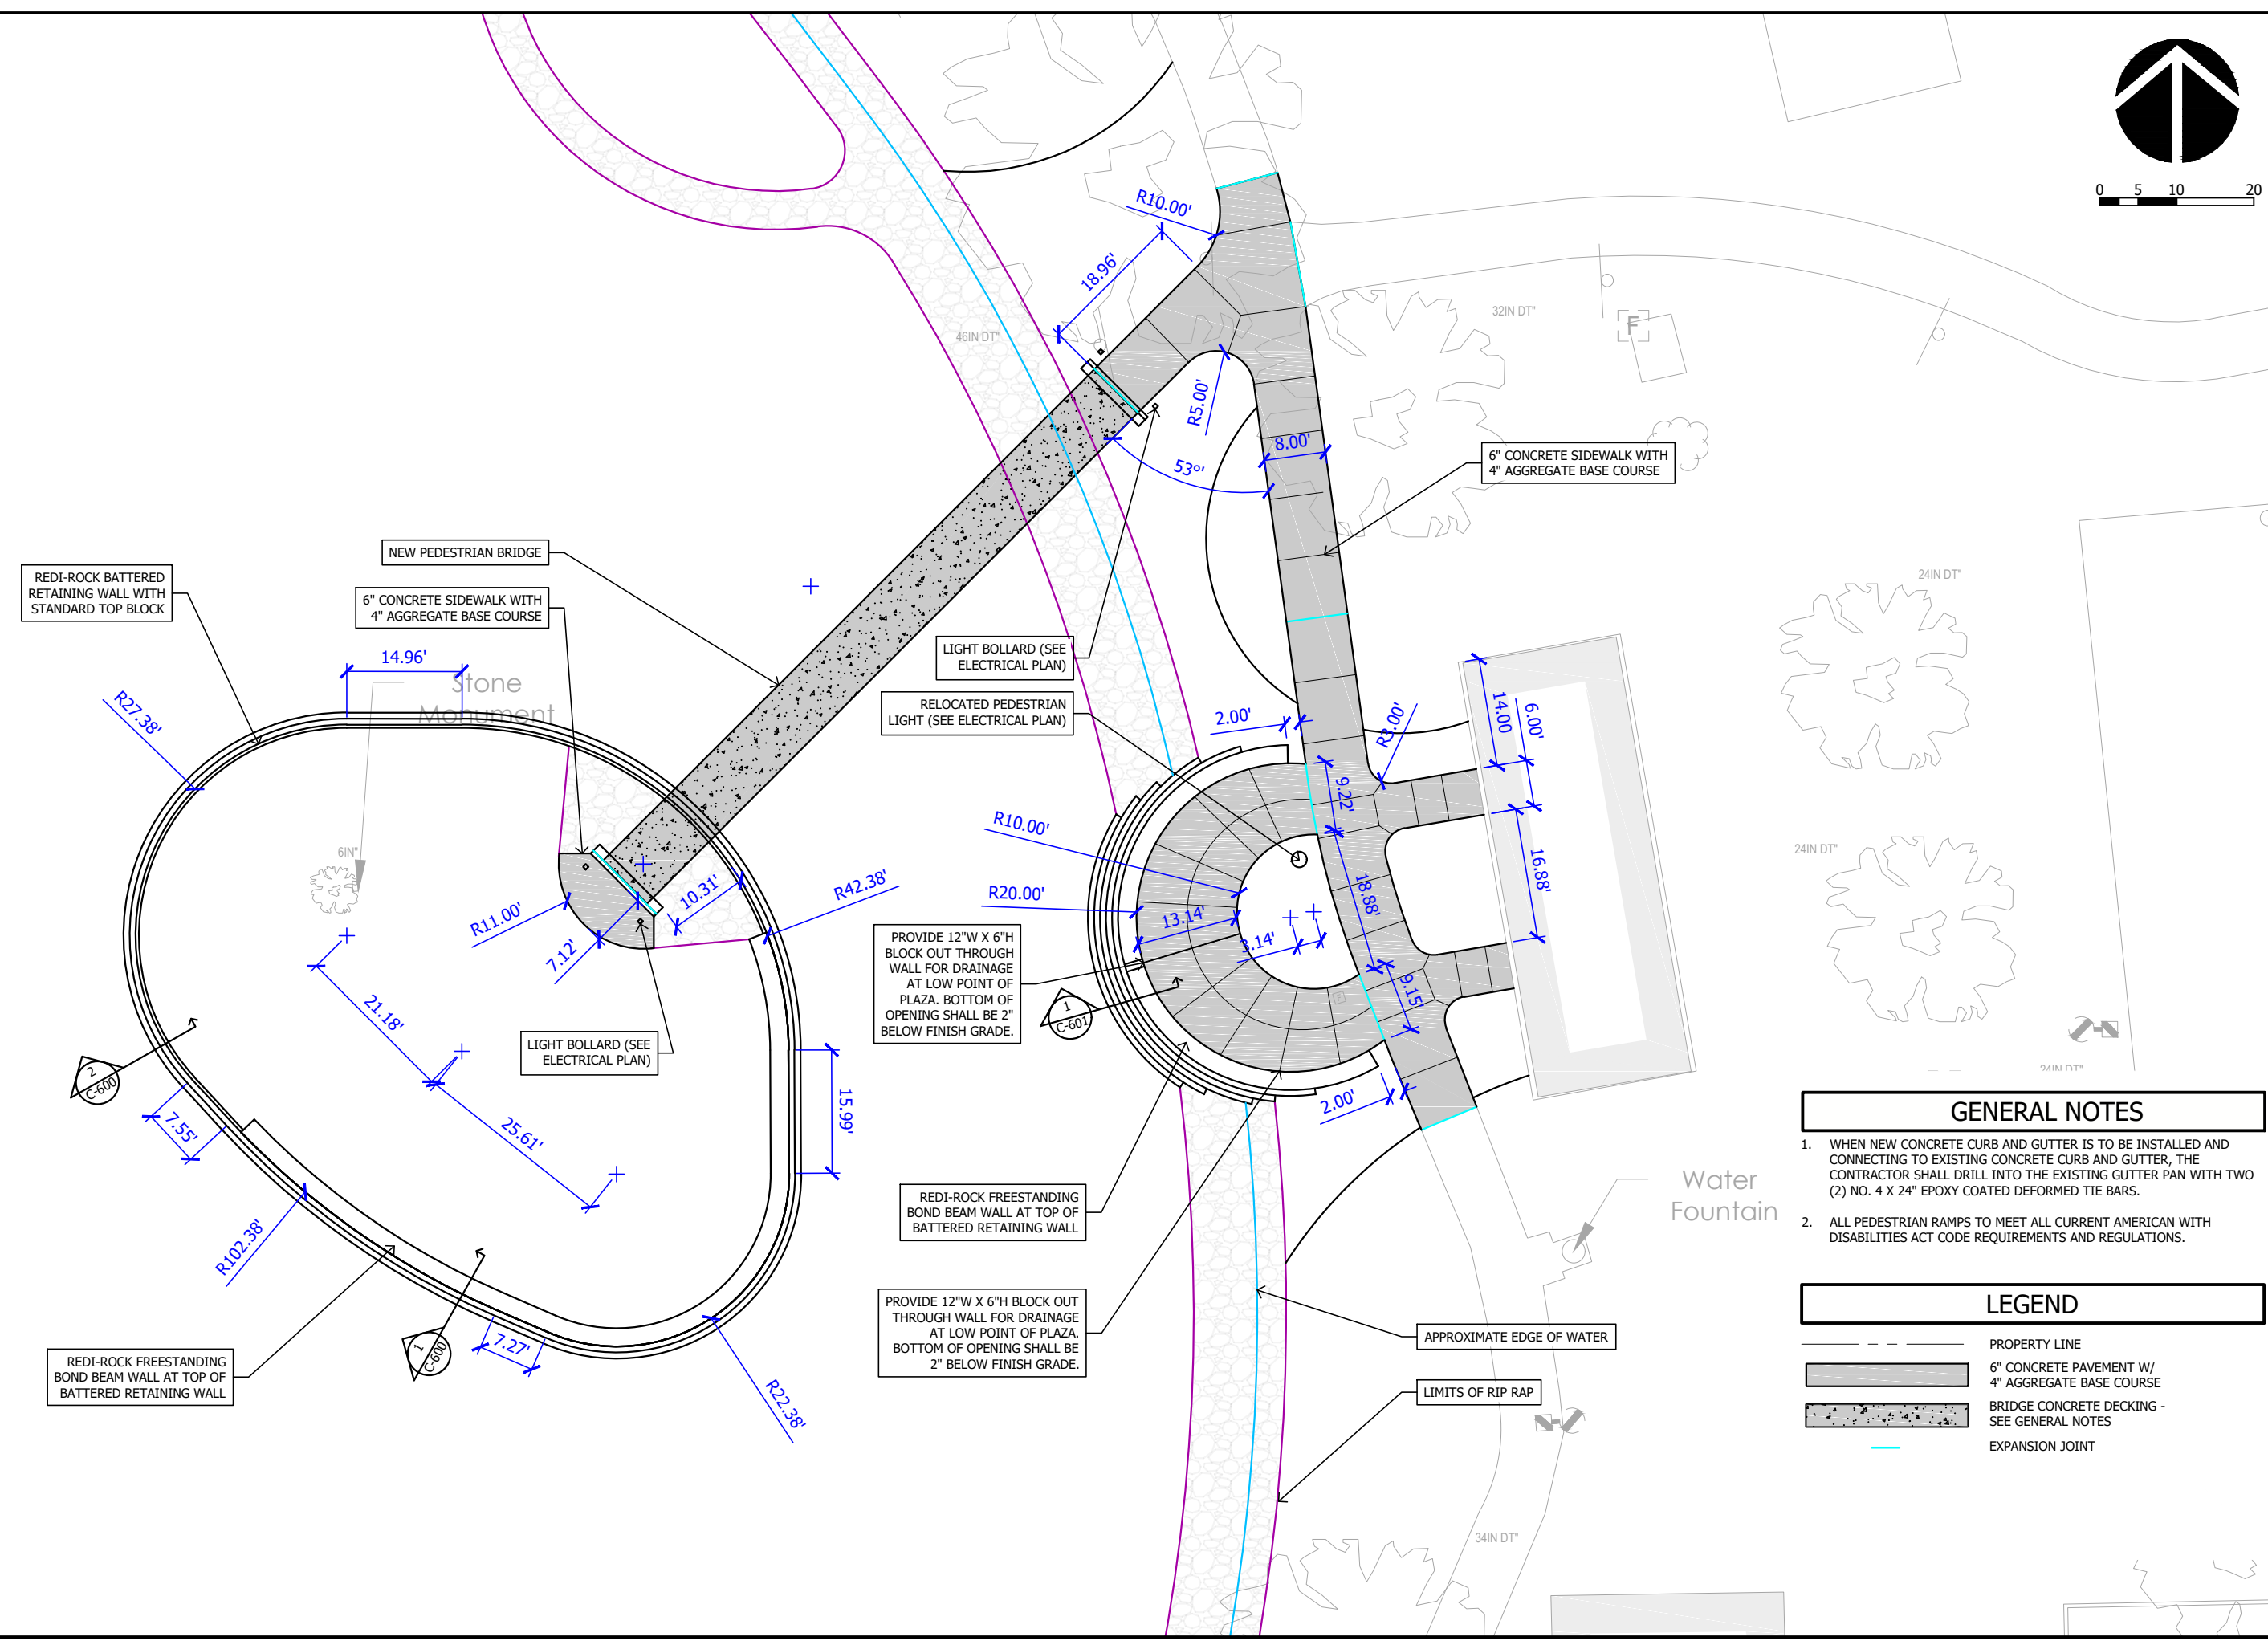 0 5 10 20
R10.00'
18.96'
46IN DT"
32IN DT"
F
R5.00'
8.00'
53°'
6" CONCRETE SIDEWALK WITH
4" AGGREGATE BASE COURSE
NEW PEDESTRIAN BRIDGE
REDI-ROCK BATTERED
RETAINING WALL WITH
STANDARD TOP BLOCK
6" CONCRETE SIDEWALK WITH
4" AGGREGATE BASE COURSE
24IN DT"
LIGHT BOLLARD (SEE
ELECTRICAL PLAN)
14.96'
Stone
Monument
R27.38'
RELOCATED PEDESTRIAN
LIGHT (SEE ELECTRICAL PLAN)
2.00'
R3.00'
14.00
6.00'
9.22'
R10.00'
6IN"
24IN DT"
16.88'
18.88'
R20.00'
R42.38'
10.31'
R11.00'
7.12'
13.14'
3.14'
PROVIDE 12"W X 6"H
BLOCK OUT THROUGH
WALL FOR DRAINAGE
AT LOW POINT OF
PLAZA. BOTTOM OF
OPENING SHALL BE 2"
BELOW FINISH GRADE.
9.15'
1
C-601
21.18'
LIGHT BOLLARD (SEE
ELECTRICAL PLAN)
2
C-600
24IN DT"
15.99'
2.00'
7.55'
25.61'
GENERAL NOTES
1. WHEN NEW CONCRETE CURB AND GUTTER IS TO BE INSTALLED AND
CONNECTING TO EXISTING CONCRETE CURB AND GUTTER, THE
CONTRACTOR SHALL DRILL INTO THE EXISTING GUTTER PAN WITH TWO
(2) NO. 4 X 24" EPOXY COATED DEFORMED TIE BARS.
2. ALL PEDESTRIAN RAMPS TO MEET ALL CURRENT AMERICAN WITH
DISABILITIES ACT CODE REQUIREMENTS AND REGULATIONS.
Water
Fountain
REDI-ROCK FREESTANDING
BOND BEAM WALL AT TOP OF
BATTERED RETAINING WALL
R102.38'
PROVIDE 12"W X 6"H BLOCK OUT
THROUGH WALL FOR DRAINAGE
AT LOW POINT OF PLAZA.
BOTTOM OF OPENING SHALL BE
2" BELOW FINISH GRADE.
LEGEND
PROPERTY LINE
6" CONCRETE PAVEMENT W/
4" AGGREGATE BASE COURSE
BRIDGE CONCRETE DECKING -
SEE GENERAL NOTES
EXPANSION JOINT
APPROXIMATE EDGE OF WATER
7.27'
1
C-600
REDI-ROCK FREESTANDING
BOND BEAM WALL AT TOP OF
BATTERED RETAINING WALL
R22.38'
LIMITS OF RIP RAP
34IN DT"